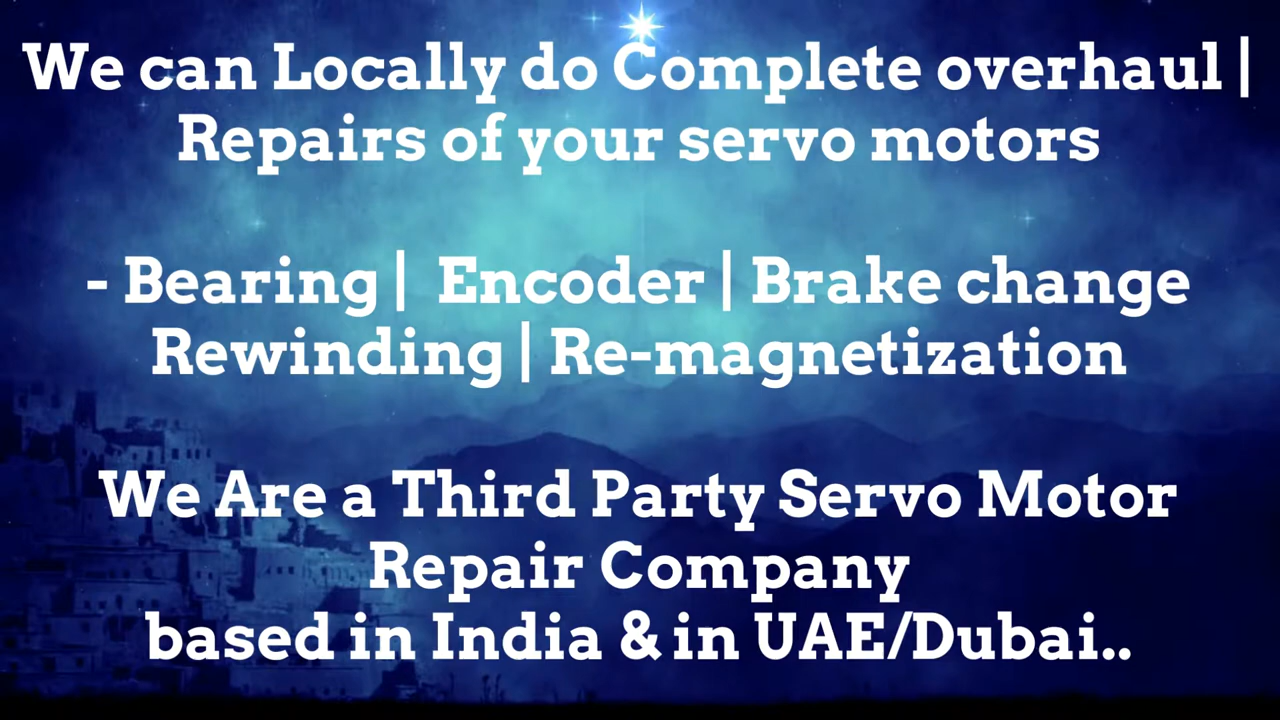 We can Locally do Complete overhaul |
Repairs of your servo motors
- Bearing | Encoder | Brake change
Rewinding | Re-magnetization
We Are a Third Party Servo Motor
Repair Company
based in India & in UAE/Dubai..